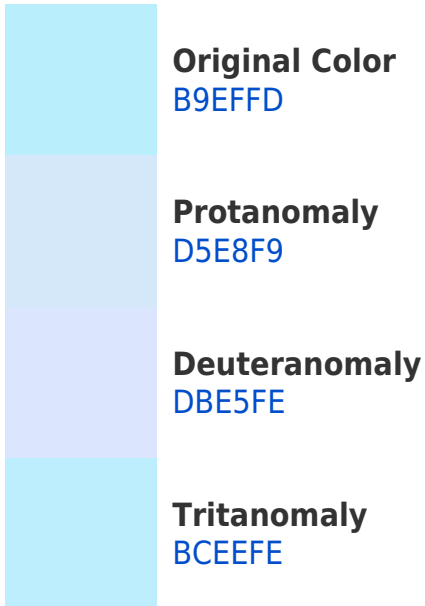 Original Color
B9EFFD
Protanomaly
D5E8F9
Deuteranomaly
DBE5FE
Tritanomaly
BCEEFE